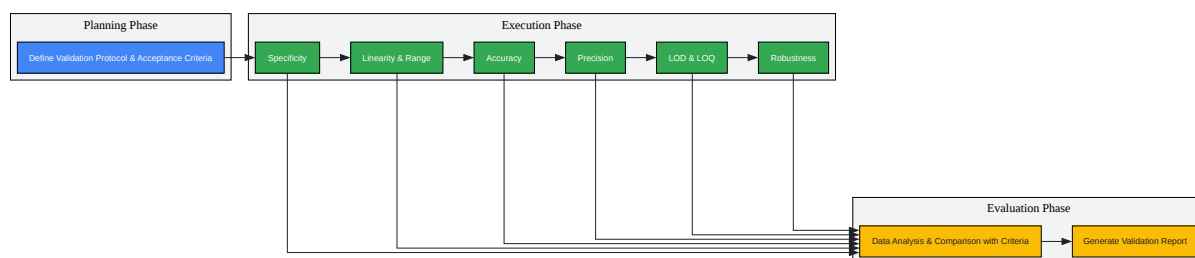 Planning Phase
Define Validation Protocol & Acceptance Criteria
Execution Phase
Specificity
Linearity & Range
Accuracy
Precision
LOD & LOQ
Robustness
Evaluation Phase
Data Analysis & Comparison with Criteria
Generate Validation Report